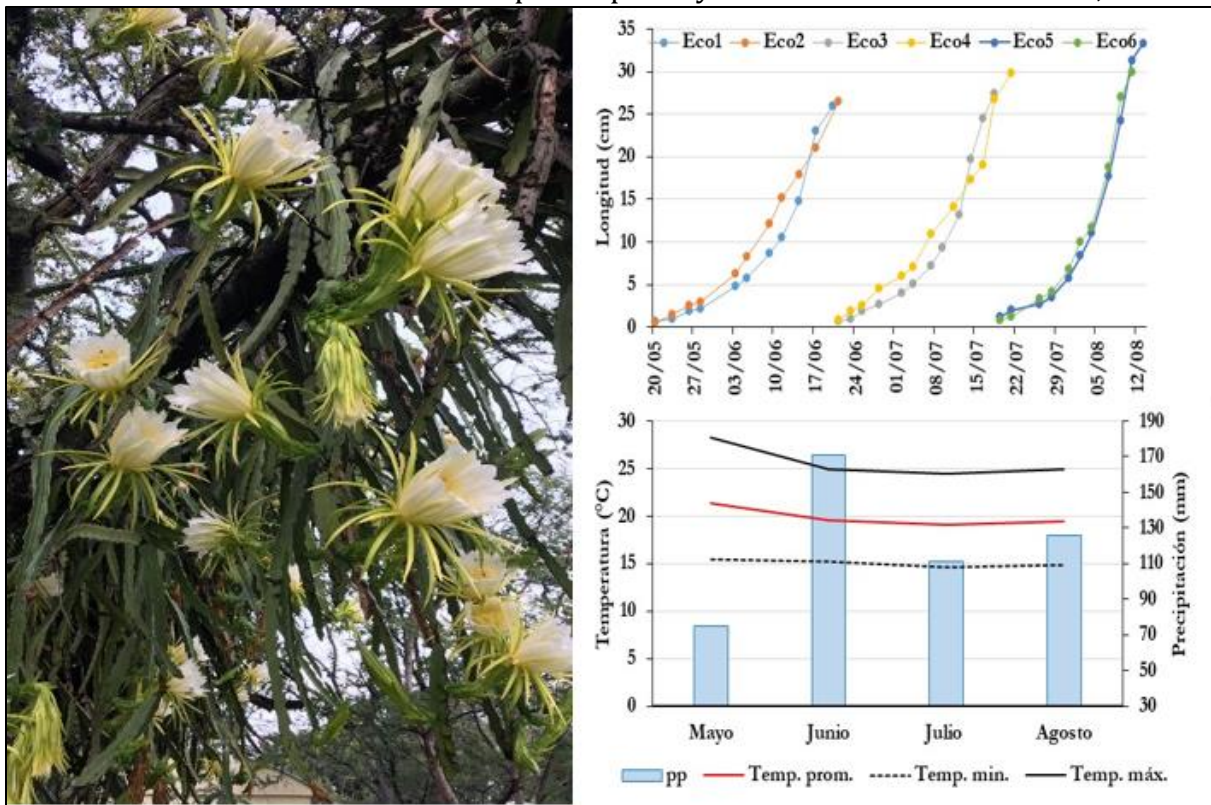 35
Eco1 Eco2 Eco3 Eco4 Eco5 Eco6
30
25
20
15
10
5
0
Longitud (cm)
20/05 27/05 03/06 10/06 17/06 24/06 01/07 08/07 15/07 22/07 29/07 05/08 12/08
30 190
25 170
20 150
15 130
10 110
5 90
0 70
50
30
Temperatura (°C)
Precipitación (mm)
Mayo Junio Julio Agosto
pp Temp. prom. Temp. min. Temp. máx.